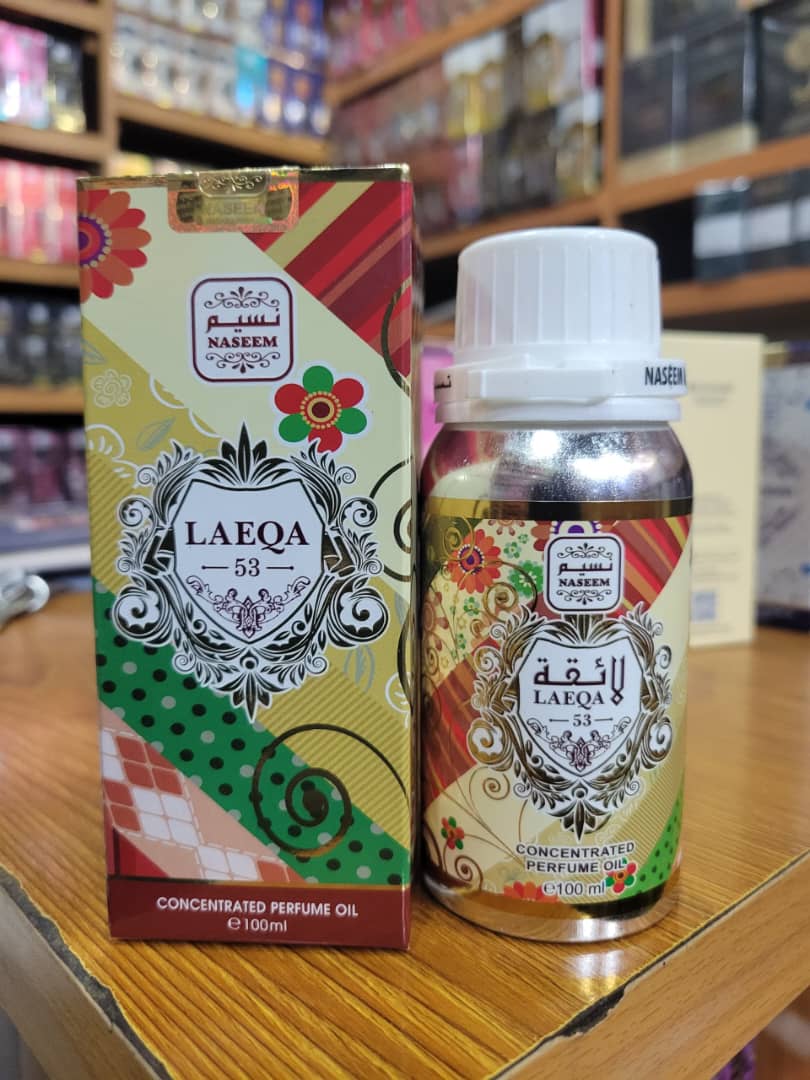 NASEEM
نسيم
NASEEM
LAEQA
53
CONCENTRATED PERFUME OIL
℮100ml
نسيم
NASEEM
نسيم
NASEEM
لائقة
LAEQA
53
CONCENTRATED
PERFUME OIL
℮100 ml